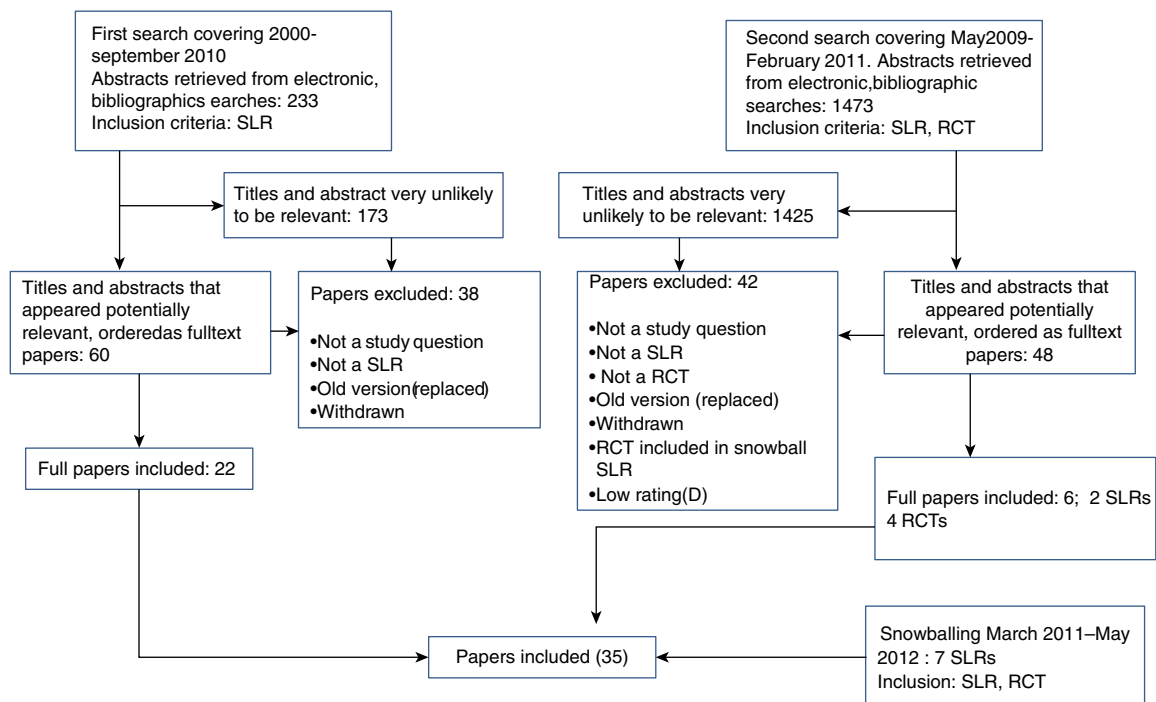 First search covering 2000-
september 2010
Abstracts retrieved from electronic,
bibliographics earches: 233
Inclusion criteria: SLR
Second search covering May2009-
February 2011. Abstracts retrieved
from electronic,bibliographic
searches: 1473
Inclusion criteria: SLR, RCT
Titles and abstract very unlikely
to be relevant: 173
Titles and abstracts very
unlikely to be relevant: 1425
Titles and abstracts that
appeared potentially
relevant, orderedas fulltext
papers: 60
Papers excluded: 38
•Not a study question
•Not a SLR
•Old version(replaced)
•Withdrawn
Papers excluded: 42
•Not a study question
•Not a SLR
• Not a RCT
•Old version (replaced)
•Withdrawn
•RCT included in snowball
SLR
•Low rating(D)
Titles and abstracts that
appeared potentially
relevant, ordered as fulltext
papers: 48
Full papers included: 22
Full papers included: 6; 2 SLRs
4 RCTs
Papers included (35)
Snowballing March 2011–May
2012 : 7 SLRs
Inclusion: SLR, RCT